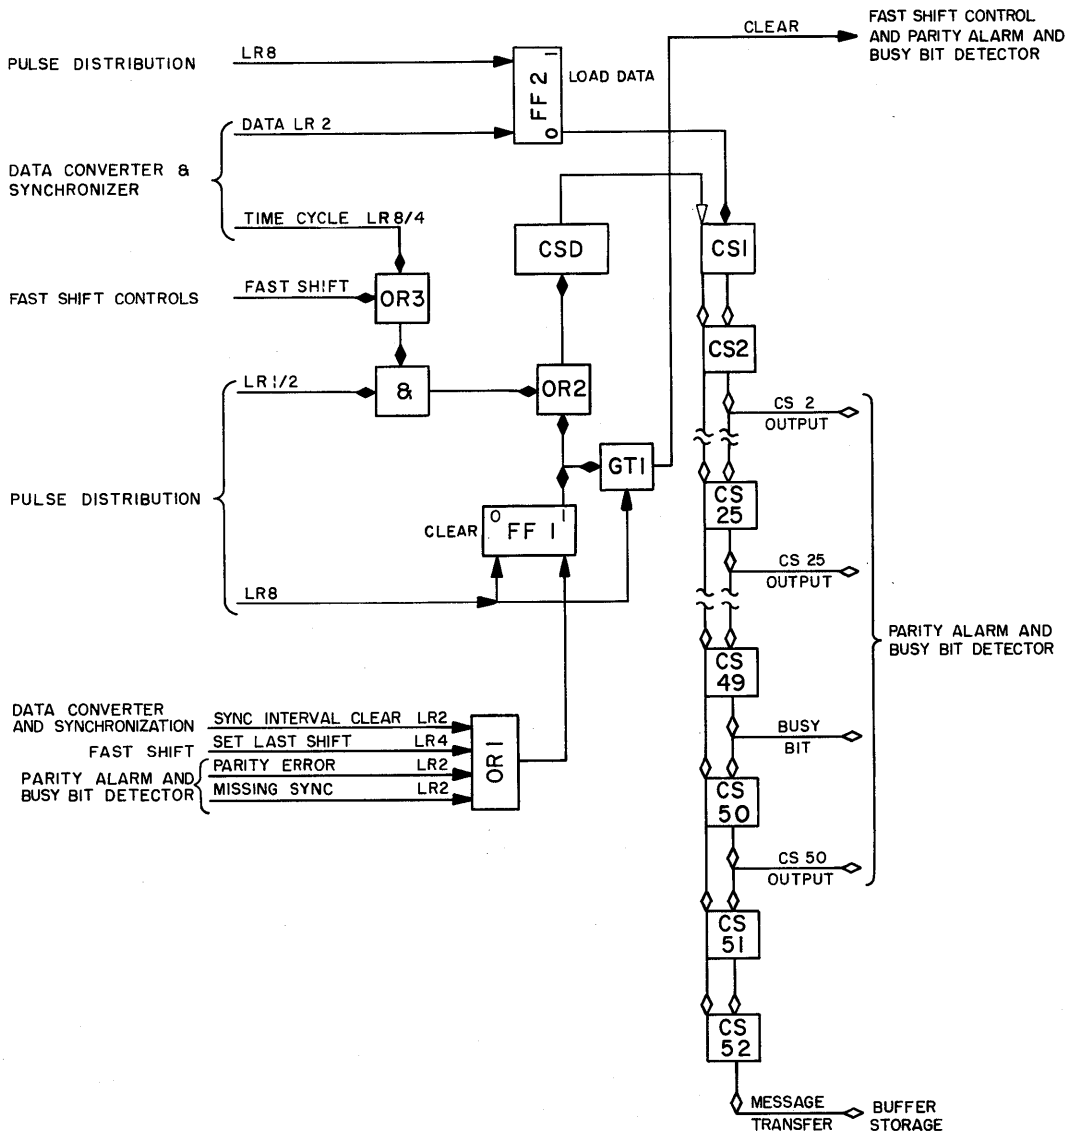 PULSE DISTRIBUTION
LR8
FF2
1
0
LOAD DATA
CLEAR
FAST SHIFT CONTROL
AND PARITY ALARM AND
BUSY BIT DETECTOR
DATA LR 2
DATA CONVERTER &
SYNCHRONIZER
TIME CYCLE LR8/4
CSD
CS1
FAST SHIFT CONTROLS
FAST SHIFT
OR3
CS2
LR1/2
&
OR2
CS 2
OUTPUT
PULSE DISTRIBUTION
GT1
CS
25
CLEAR
0
FF 1
1
CS 25
OUTPUT
LR8
PARITY ALARM AND
BUSY BIT DETECTOR
CS
49
DATA CONVERTER
AND SYNCHRONIZATION
SYNC INTERVAL CLEAR LR2
FAST SHIFT
SET LAST SHIFT LR4
PARITY ALARM AND
BUSY BIT DETECTOR
PARITY ERROR LR2
MISSING SYNC LR2
OR 1
BUSY
BIT
CS
50
CS 50
OUTPUT
CS
51
CS
52
MESSAGE
TRANSFER
BUFFER
STORAGE